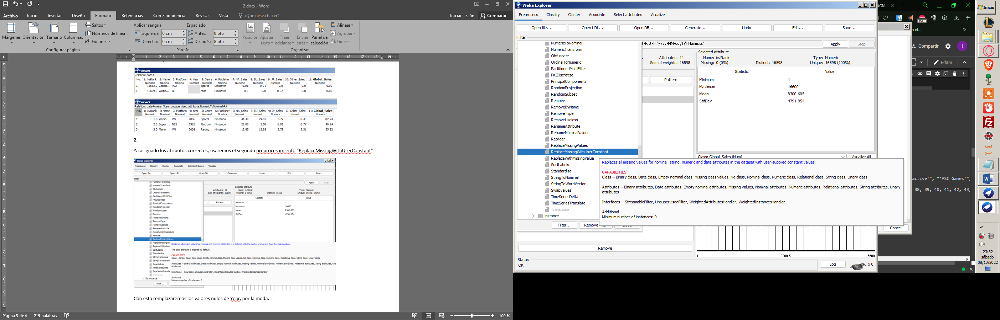 2.docx - Word
Archivo Inicio Insertar Diseño Formato Referencias Correspondencia Revisar Vista ¿Qué desea hacer? Iniciar sesión Compartir
Márgenes Orientación Tamaño Columnas
Saltos
Números de línea
Guiones
Configurar página
Aplicar sangría
Izquierda: 0 cm
Derecha: 0 cm
Espaciado
Antes: 0 pto
Después: 8 pto
Párrafo
Posición Ajustar texto Traer adelante Enviar atrás Panel de selección
Alinear
Agrupar
Girar
Organizar
Viewer
Relation: data4
No. 1: ï»¿Rank 2: Name 3: Platform 4: Year 5: Genre 6: Publisher 7: NA_Sales 8: EU_Sales 9: JP_Sales 10: Other_Sales 11: Global_Sales
Numeric Nominal Nominal Numeric Nominal Nominal Numeric Numeric Numeric Numeric Numeric
1... 15582.0 Cabela... PS2 Sports Unknown 0.01 0.01 0.0 0.0 0.02
1... 15609.0 Writin... DS Misc Unknown 0.0 0.0 0.02 0.0 0.02
Viewer
Relation: data4-weka.filters.unsupervised.attribute.NumericToNominal-R4
No. 1: ï»¿Rank 2: Name 3: Platform 4: Year 5: Genre 6: Publisher 7: NA_Sales 8: EU_Sales 9: JP_Sales 10: Other_Sales 11: Global_Sales
Numeric Nominal Nominal Nominal Nominal Nominal Numeric Numeric Numeric Numeric Numeric
1 1.0 Wii Sp... Wii 2006 Sports Nintendo 41.49 29.02 3.77 8.46 82.74
2 2.0 Super ... NES 1985 Platform Nintendo 29.08 3.58 6.81 0.77 40.24
3 3.0 Mario ... Wii 2008 Racing Nintendo 15.85 12.88 3.79 3.31 35.82
2.
Ya asignado los atributos correctos, usaremos el segundo preprocesamiento “ReplaceMissingWithUserConstant”
Weka Explorer
Preprocess Classify Cluster Associate Select attributes Visualize
Open file... Open URL... Open DB... Generate... Undo Edit... Save...
Filter
NumericToNominal
NumericTransform
Obfuscate
OrdinalToNumeric
PartitionedMultiFilter
PKIDiscretize
PrincipalComponents
RandomProjection
RandomSubset
Remove
RemoveByName
RemoveType
RemoveUseless
RenameAttribute
RenameNominalValues
Reorder
ReplaceMissingValues
ReplaceMissingW
ReplaceWithMissin
SortLabels
Standardize
StringToNominal
StringToWordVect
SwapValues
TimeSeriesDelta
TimeSeriesTransla
Transpose
instance
Filter...
Apply Stop
Attributes: 11
Sum of weights: 16598
Pattern
Selected attribute
Name: ï»¿Rank Type: Numeric
Missing: 0 (0%) Distinct: 16598 Unique: 16598 (100%)
Statistic Value
Minimum 1
Maximum 16600
Mean 8300.605
StdDev 4791.854
Replaces all missing values for nominal and numeric attributes in a dataset with the modes and means from the training data
The class attribute is skipped by default.
CAPABILITIES
Class -- Binary class, Date class, Empty nominal class, Missing class values, No class, Nominal class, Numeric class, Relational class, String class, Unary class
Attributes -- Binary attributes, Date attributes, Empty nominal attributes, Missing values, Nominal attributes, Numeric attributes, Relational attributes, String attributes, Una
attributes
Interfaces -- Sourcable, UnsupervisedFilter, WeightedAttributesHandler, WeightedInstancesHandler
Additional
Minimum number of instances: 0
Con esta remplazaremos los valores nulos de Year, por la moda.
Página 3 de 4 219 palabras 100 %
Weka Explorer
Preprocess Classify Cluster Associate Select attributes Visualize
Open file... Open URL... Open DB... Generate... Undo Edit... Save...
Filter
l -R 0 -F "yyyy-MM-dd\'T\'HH:mm:ss" Apply Stop
NumericToNominal
NumericTransform
Obfuscate
OrdinalToNumeric
PartitionedMultiFilter
PKIDiscretize
PrincipalComponents
RandomProjection
RandomSubset
Remove
RemoveByName
RemoveType
RemoveUseless
RenameAttribute
RenameNominalValues
Reorder
ReplaceMissingValues
ReplaceMissingWithUserConstant
ReplaceWithMissingValue
SortLabels
Standardize
StringToNominal
StringToWordVector
SwapValues
TimeSeriesDelta
TimeSeriesTranslate
Transpose
instance
Filter... Remove filter Close
Attributes: 11
Sum of weights: 16598
Pattern
Selected attribute
Name: ï»¿Rank Type: Numeric
Missing: 0 (0%) Distinct: 16598 Unique: 16598 (100%)
Statistic Value
Minimum 1
Maximum 16600
Mean 8300.605
StdDev 4791.854
Class: Global_Sales (Num) Visualize All
Replaces all missing values for nominal, string, numeric and date attributes in the dataset with user-supplied constant values
CAPABILITIES
Class -- Binary class, Date class, Empty nominal class, Missing class values, No class, Nominal class, Numeric class, Relational class, String class, Unary class
Attributes -- Binary attributes, Date attributes, Empty nominal attributes, Missing values, Nominal attributes, Numeric attributes, Relational attributes, String attributes, Unary
attributes
Interfaces -- StreamableFilter, UnsupervisedFilter, WeightedAttributesHandler, WeightedInstancesHandler
Additional
Minimum number of instances: 0
1 8300.5 16600
Remove
Status
OK
Log x 0
NCIA
1730
n el...
Compartir i
Editar
active'", "'ASC Games'",
38, 39, 40, 41, 42, 43,
Cancel
Inicio
23:32
sábado
08/10/2022